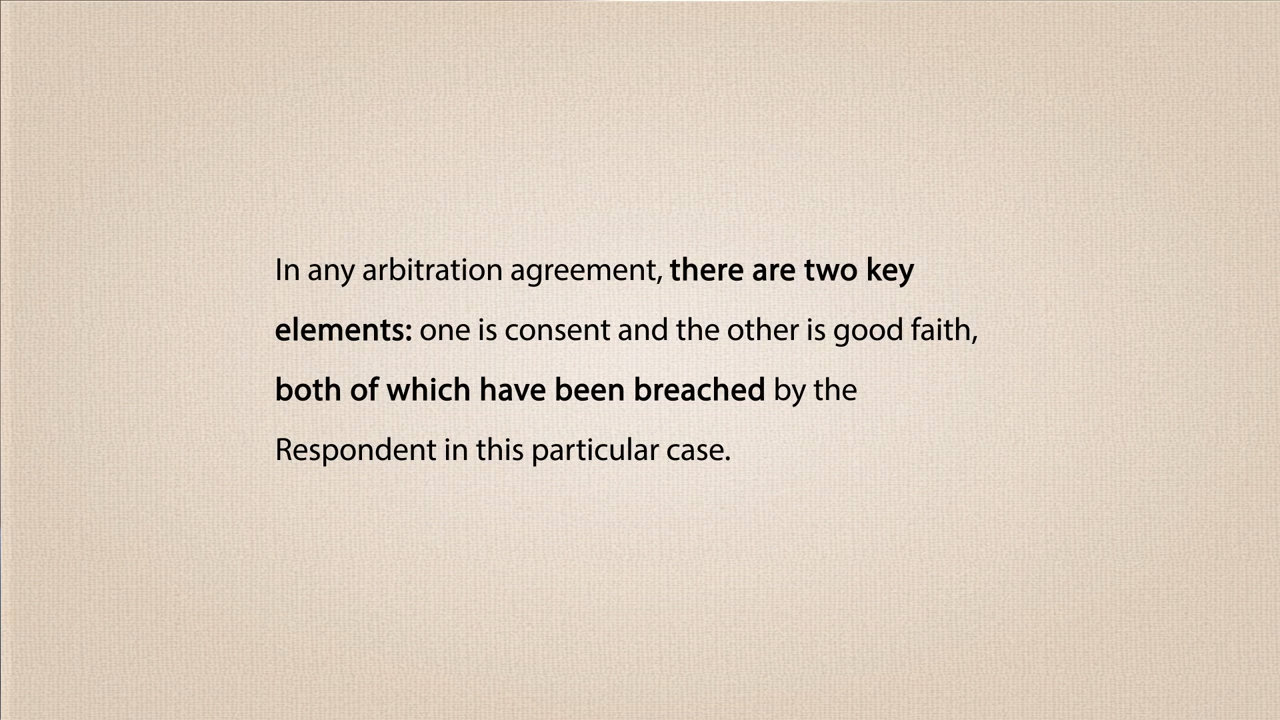 In any arbitration agreement, there are two key
elements: one is consent and the other is good faith,
both of which have been breached by the
Respondent in this particular case.